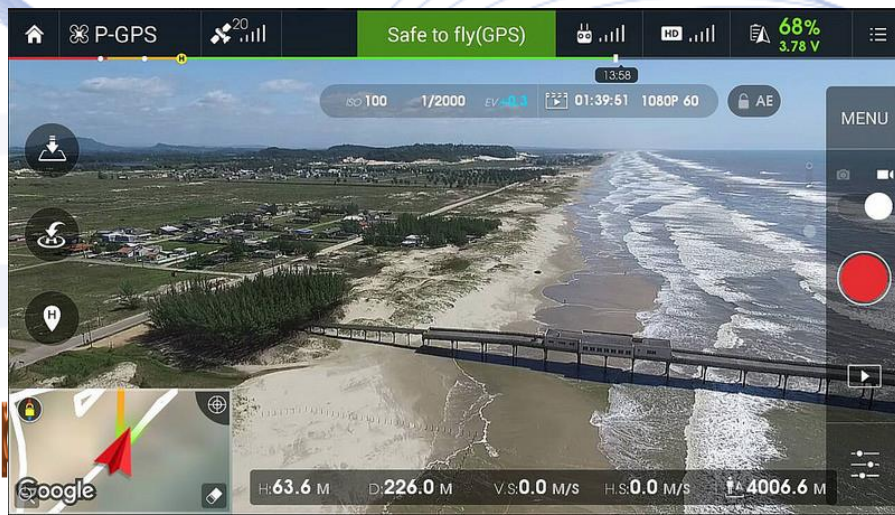 P-GPS 20 Safe to fly(GPS) HD 68%
3.78 V
H
13:58
ISO 100 1/2000 EV -0.3 01:39:51 1080P 60 AE
MENU
H
Google
H:63.6 M D:226.0 M V.S:0.0 M/S H.S:0.0 M/S 4006.6 M